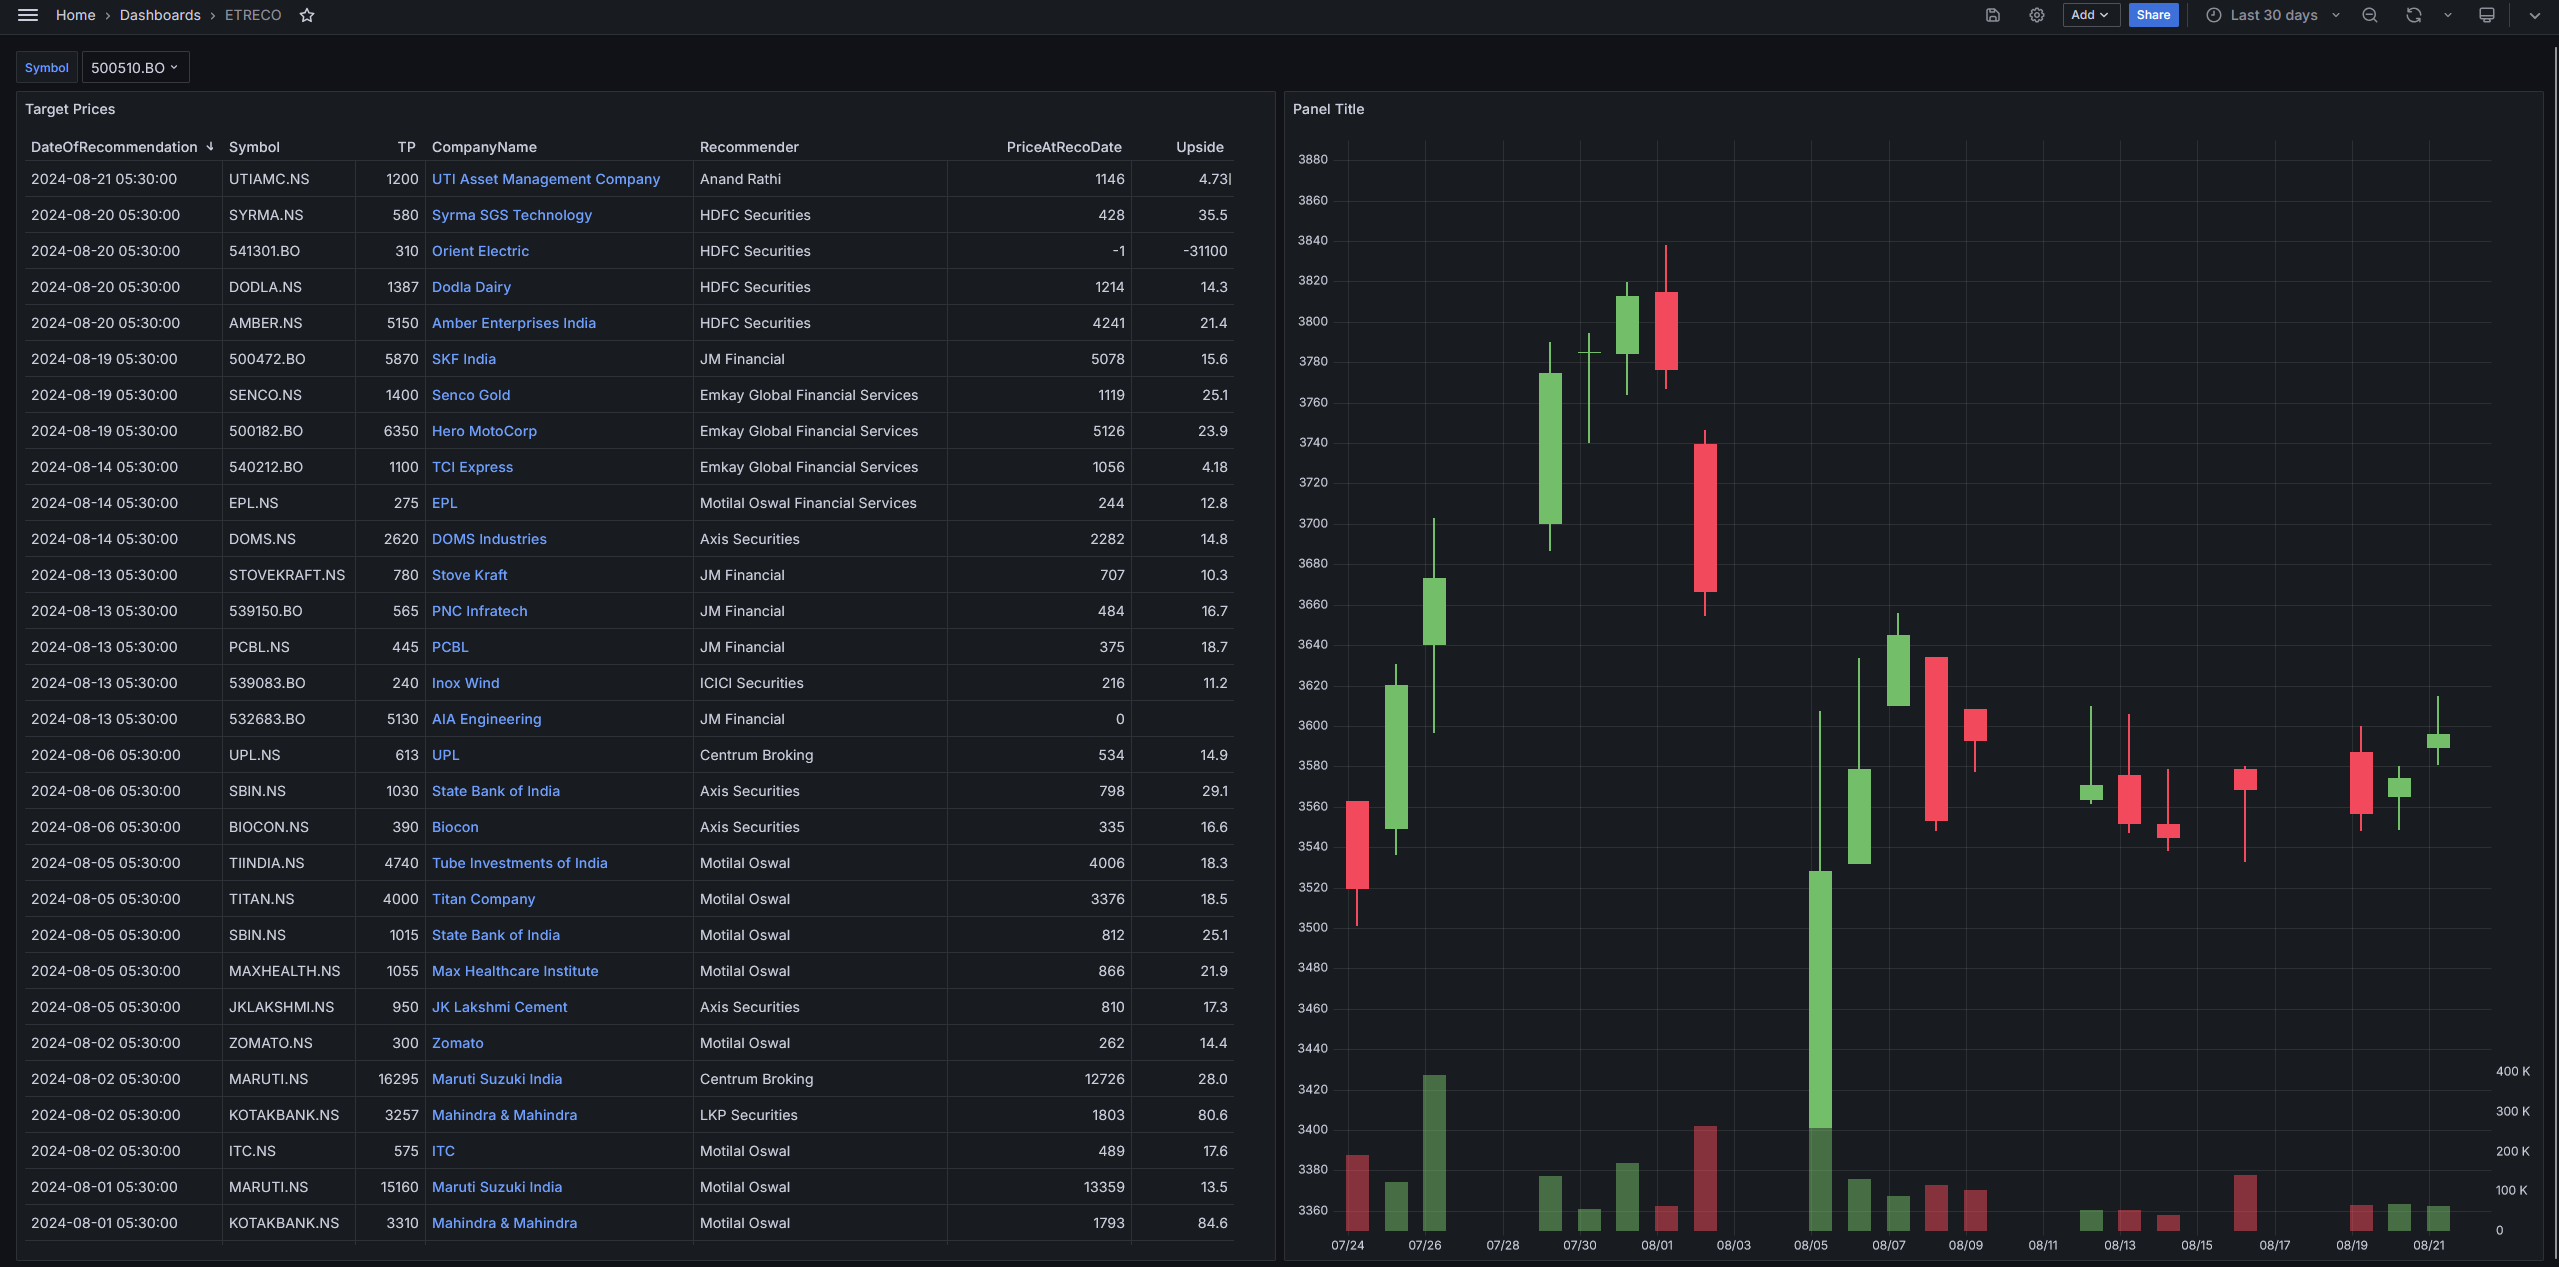 Home › Dashboards › ETRECO Add Share Last 30 days
Symbol 500510.BO
Target Prices
DateOfRecommendation ↓ Symbol TP CompanyName Recommender PriceAtRecoDate Upside
2024-08-21 05:30:00 UTIAMC.NS 1200 UTI Asset Management Company Anand Rathi 1146 4.73
2024-08-20 05:30:00 SYRMA.NS 580 Syrma SGS Technology HDFC Securities 428 35.5
2024-08-20 05:30:00 541301.BO 310 Orient Electric HDFC Securities -1 -31100
2024-08-20 05:30:00 DODLA.NS 1387 Dodla Dairy HDFC Securities 1214 14.3
2024-08-20 05:30:00 AMBER.NS 5150 Amber Enterprises India HDFC Securities 4241 21.4
2024-08-19 05:30:00 500472.BO 5870 SKF India JM Financial 5078 15.6
2024-08-19 05:30:00 SENCO.NS 1400 Senco Gold Emkay Global Financial Services 1119 25.1
2024-08-19 05:30:00 500182.BO 6350 Hero MotoCorp Emkay Global Financial Services 5126 23.9
2024-08-14 05:30:00 540212.BO 1100 TCI Express Emkay Global Financial Services 1056 4.18
2024-08-14 05:30:00 EPL.NS 275 EPL Motilal Oswal Financial Services 244 12.8
2024-08-14 05:30:00 DOMS.NS 2620 DOMS Industries Axis Securities 2282 14.8
2024-08-13 05:30:00 STOVEKRAFT.NS 780 Stove Kraft JM Financial 707 10.3
2024-08-13 05:30:00 539150.BO 565 PNC Infratech JM Financial 484 16.7
2024-08-13 05:30:00 PCBL.NS 445 PCBL JM Financial 375 18.7
2024-08-13 05:30:00 539083.BO 240 Inox Wind ICICI Securities 216 11.2
2024-08-13 05:30:00 532683.BO 5130 AIA Engineering JM Financial 0
2024-08-06 05:30:00 UPL.NS 613 UPL Centrum Broking 534 14.9
2024-08-06 05:30:00 SBIN.NS 1030 State Bank of India Axis Securities 798 29.1
2024-08-06 05:30:00 BIOCON.NS 390 Biocon Axis Securities 335 16.6
2024-08-05 05:30:00 TIINDIA.NS 4740 Tube Investments of India Motilal Oswal 4006 18.3
2024-08-05 05:30:00 TITAN.NS 4000 Titan Company Motilal Oswal 3376 18.5
2024-08-05 05:30:00 SBIN.NS 1015 State Bank of India Motilal Oswal 812 25.1
2024-08-05 05:30:00 MAXHEALTH.NS 1055 Max Healthcare Institute Motilal Oswal 866 21.9
2024-08-05 05:30:00 JKLAKSHMI.NS 950 JK Lakshmi Cement Axis Securities 810 17.3
2024-08-02 05:30:00 ZOMATO.NS 300 Zomato Motilal Oswal 262 14.4
2024-08-02 05:30:00 MARUTI.NS 16295 Maruti Suzuki India Centrum Broking 12726 28.0
2024-08-02 05:30:00 KOTAKBANK.NS 3257 Mahindra & Mahindra LKP Securities 1803 80.6
2024-08-02 05:30:00 ITC.NS 575 ITC Motilal Oswal 489 17.6
2024-08-01 05:30:00 MARUTI.NS 15160 Maruti Suzuki India Motilal Oswal 13359 13.5
2024-08-01 05:30:00 KOTAKBANK.NS 3310 Mahindra & Mahindra Motilal Oswal 1793 84.6
Panel Title
3880
3860
3840
3820
3800
3780
3760
3740
3720
3700
3680
3660
3640
3620
3600
3580
3560
3540
3520
3500
3480
3460
3440
3420
3400
3380
3360
400 K
300 K
200 K
100 K
0
07/24 07/26 07/28 07/30 08/01 08/03 08/05 08/07 08/09 08/11 08/13 08/15 08/17 08/19 08/21